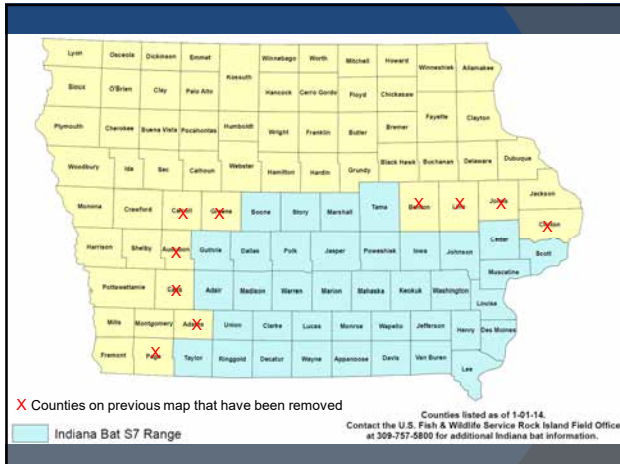 Lyon Osceola Dickinson Emmet Winnebago Worth Mitchell Howard Winneshiek Allamakee
Kossuth
Sioux O'Brien Clay Palo Alto Hancock Cerro Gordo Floyd Chickasaw
Fayette Clayton
Plymouth Cherokee Buena Vista Pocahontas Humboldt Wright Franklin Butler Bremer
Woodbury Ida Sac Calhoun Webster Hamilton Hardin Grundy Black Hawk Buchanan Delaware Dubuque
Monona Crawford Carroll Greene Boone Story Marshall Tama Benton Linn Jones Jackson
Clinton
Harrison Shelby Audubon Guthrie Dallas Polk Jasper Poweshiek Iowa Johnson Cedar Scott
Muscatine
Pottawattamie Cass Adair Madison Warren Marion Mahaska Keokuk Washington
Louisa
Mills Montgomery Adams Union Clarke Lucas Monroe Wapello Jefferson Henry Des Moines
Fremont Page Taylor Ringgold Decatur Wayne Appanoose Davis Van Buren
Lee
X Counties on previous map that have been removed
Indiana Bat S7 Range
Counties listed as of 1-01-14.
Contact the U.S. Fish & Wildlife Service Rock Island Field Office
at 309-757-5800 for additional Indiana bat information.